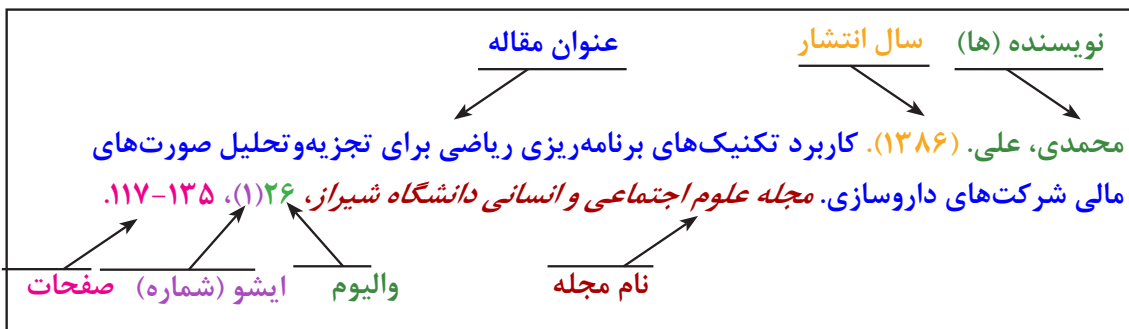 نویسنده (ها) سال انتشار عنوان مقاله
محمدی، علی. (۱۳۸۶). کاربرد تکنیک‌های برنامه‌ریزی ریاضی برای تجزیه‌وتحلیل صورت‌های
مالی شرکت‌های داروسازی. مجله علوم اجتماعی و انسانی دانشگاه شیراز، ۲۶(۱)، ۱۳۵-۱۱۷.
نام مجله والیوم ایشو (شماره) صفحات